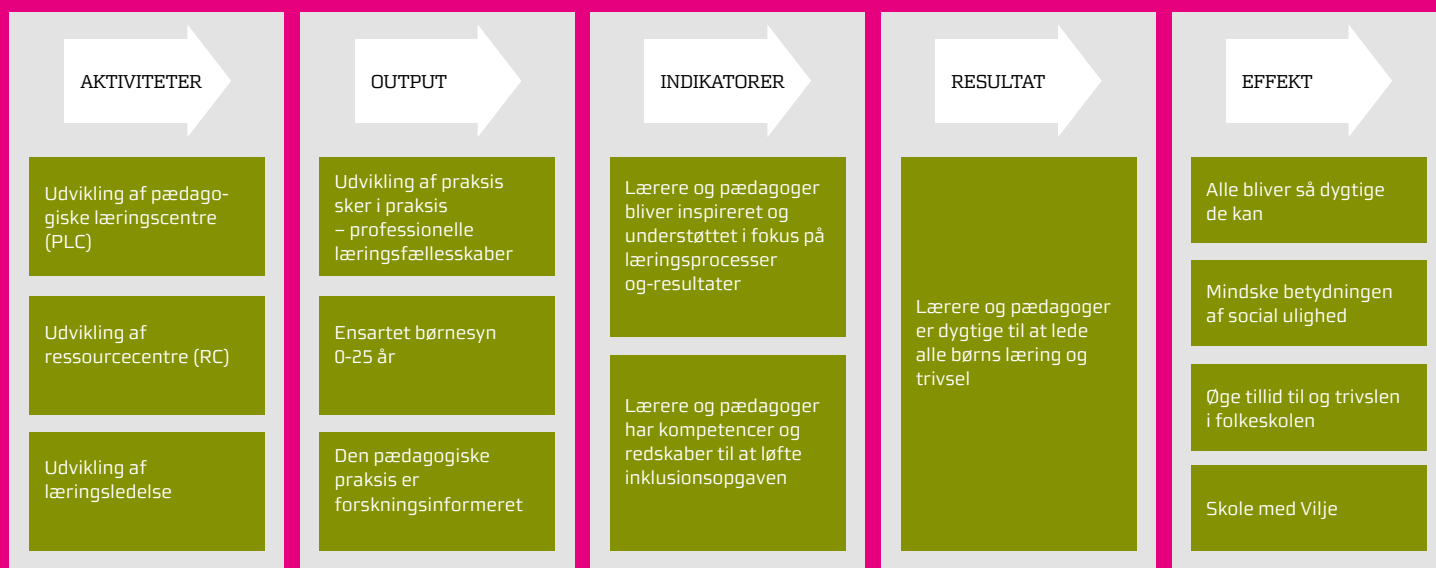 AKTIVITETER
Udvikling af pædago-
giske læringscentre
(PLC)
Udvikling af
ressourcecentre (RC)
Udvikling af
læringsledelse
OUTPUT
Udvikling af praksis
sker i praksis
– professionelle
læringsfællesskaber
Ensartet børnesyn
0-25 år
Den pædagogiske
praksis er
forskningsinformeret
INDIKATORER
Lærere og pædagoger
bliver inspireret og
understøttet i fokus på
læringsprocesser
og-resultater
Lærere og pædagoger
har kompetencer og
redskaber til at løfte
inklusionsopgaven
RESULTAT
Lærere og pædagoger
er dygtige til at lede
alle børns læring og
trivsel
EFFEKT
Alle bliver så dygtige
de kan
Mindske betydningen
af social ulighed
Øge tillid til og trivslen
i folkeskolen
Skole med Vilje